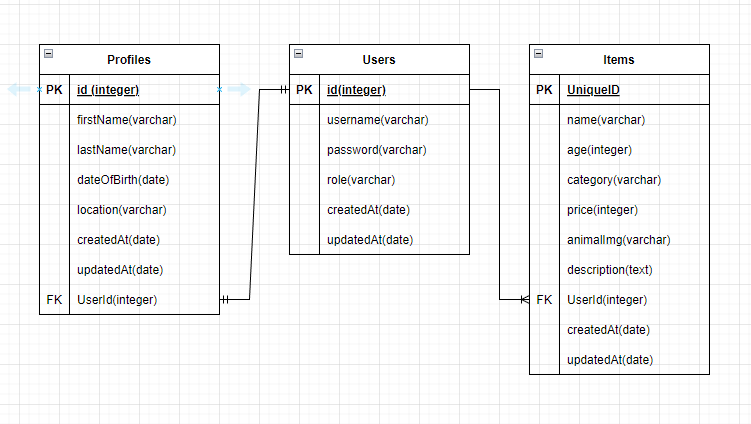 Profiles
PK id (integer)
firstName(varchar)
lastName(varchar)
dateOfBirth(date)
location(varchar)
createdAt(date)
updatedAt(date)
FK UserId(integer)
Users
PK id(integer)
username(varchar)
password(varchar)
role(varchar)
createdAt(date)
updatedAt(date)
Items
PK UniqueID
name(varchar)
age(integer)
category(varchar)
price(integer)
animalImg(varchar)
description(text)
FK UserId(integer)
createdAt(date)
updatedAt(date)